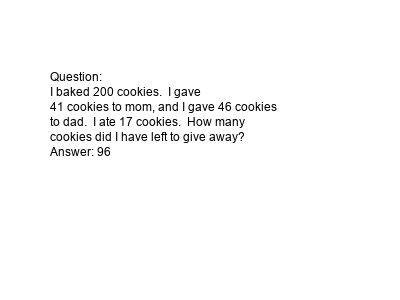 Question:
I baked 200 cookies.  I gave
41 cookies to mom, and I gave 46 cookies
to dad.  I ate 17 cookies.  How many
cookies did I have left to give away?
Answer: 96